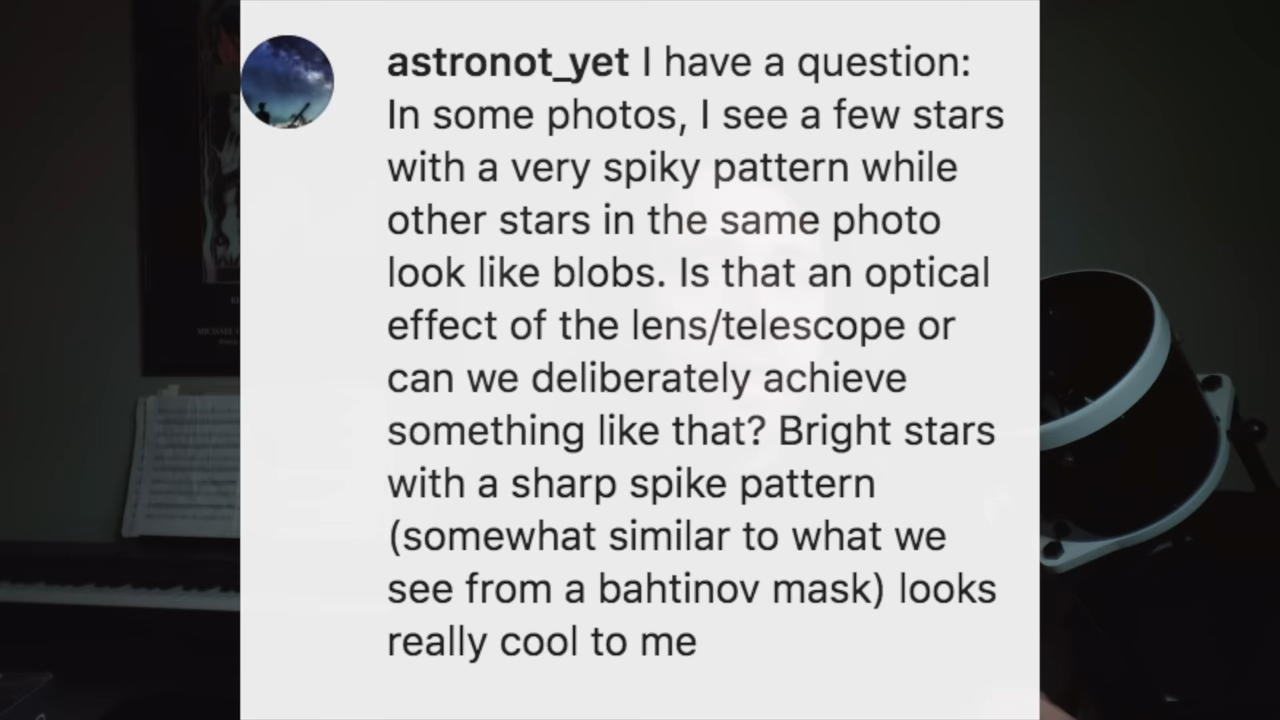 astronot_yet I have a question:
In some photos, I see a few stars
with a very spiky pattern while
other stars in the same photo
look like blobs. Is that an optical
effect of the lens/telescope or
can we deliberately achieve
something like that? Bright stars
with a sharp spike pattern
(somewhat similar to what we
see from a bahtinov mask) looks
really cool to me